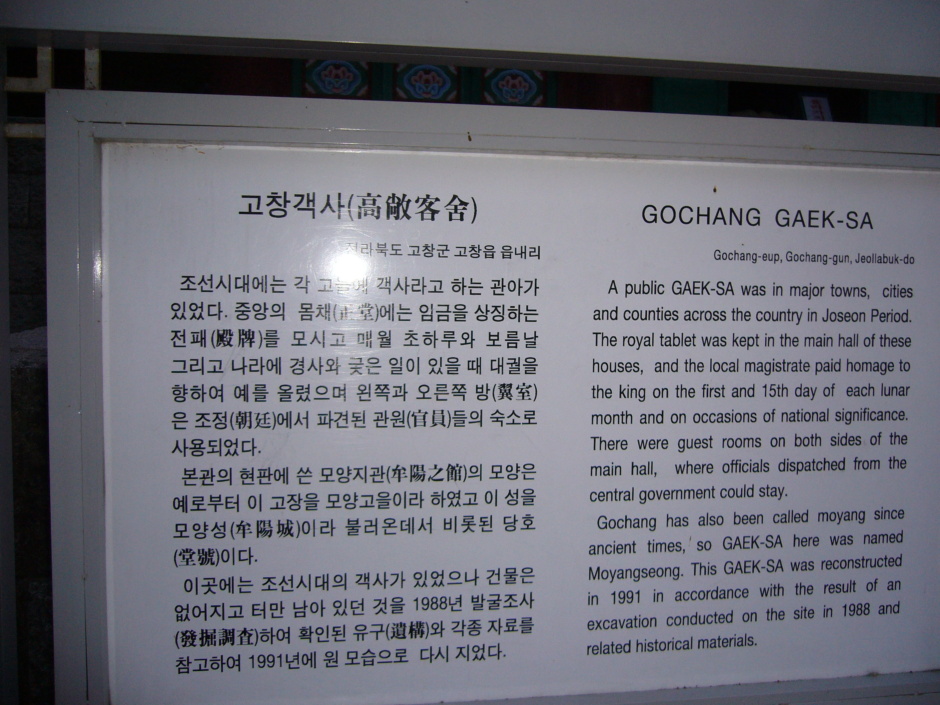 고창객사(高敞客舍)
전라북도 고창군 고창읍 읍내리
조선시대에는 각 고을에 객사라고 하는 관아가
있었다. 중앙의 몸채(正堂)에는 임금을 상징하는
전패(殿牌)를 모시고 매월 초하루와 보름날
그리고 나라에 경사와 궂은 일이 있을 때 대궐을
향하여 예를 올렸으며 왼쪽과 오른쪽 방(翼室)
은 조정(朝廷)에서 파견된 관원(官員)들의 숙소로
사용되었다.
본관의 현판에 쓴 모양지관(牟陽之館)의 모양은
예로부터 이 고장을 모양고을이라 하였고 이 성을
모양성(牟陽城)이라 불러온데서 비롯된 당호
(堂號)이다.
이곳에는 조선시대의 객사가 있었으나 건물은
없어지고 터만 남아 있던 것을 1988년 발굴조사
(發掘調査)하여 확인된 유구(遺構)와 각종 자료를
참고하여 1991년에 원 모습으로 다시 지었다.
GOCHANG GAEK-SA
Gochang-eup, Gochang-gun, Jeollabuk-do
A public GAEK-SA was in major towns, cities
and counties across the country in Joseon Period.
The royal tablet was kept in the main hall of these
houses, and the local magistrate paid homage to
the king on the first and 15th day of each lunar
month and on occasions of national significance.
There were guest rooms on both sides of the
main hall, where officials dispatched from the
central government could stay.
Gochang has also been called moyang since
ancient times, so GAEK-SA here was named
Moyangseong. This GAEK-SA was reconstructed
in 1991 in accordance with the result of an
excavation conducted on the site in 1988 and
related historical materials.